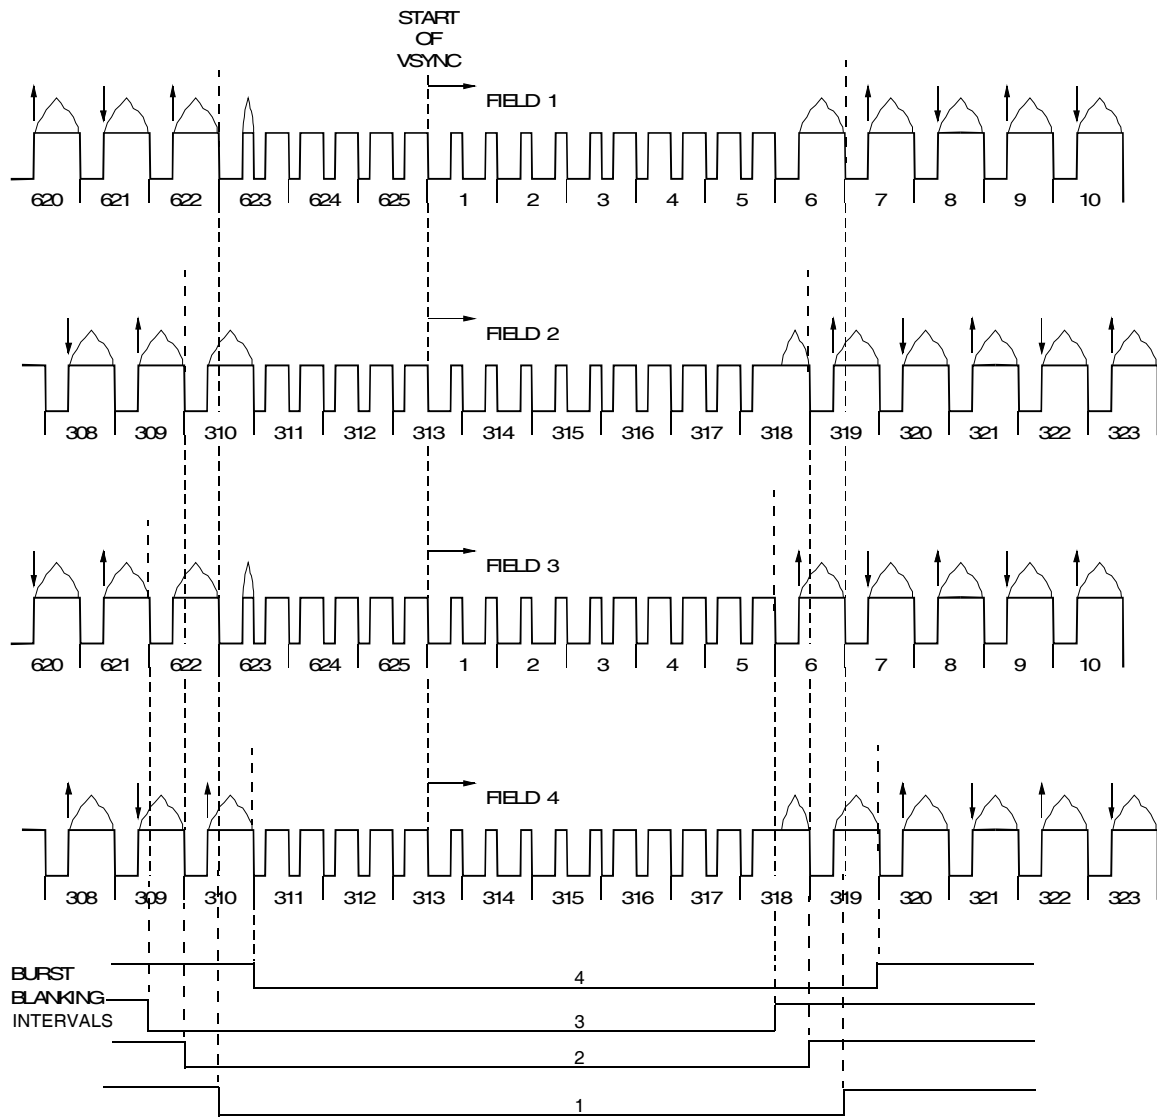 START
OF
VSYNC
FIELD 1
620 621 622 623 624 625 1 2 3 4 5 6 7 8 9 10
FIELD 2
308 309 310 311 312 313 314 315 316 317 318 319 320 321 322 323
FIELD 3
620 621 622 623 624 625 1 2 3 4 5 6 7 8 9 10
FIELD 4
308 309 310 311 312 313 314 315 316 317 318 319 320 321 322 323
BURST
BLANKING
INTERVALS
4
3
2
1